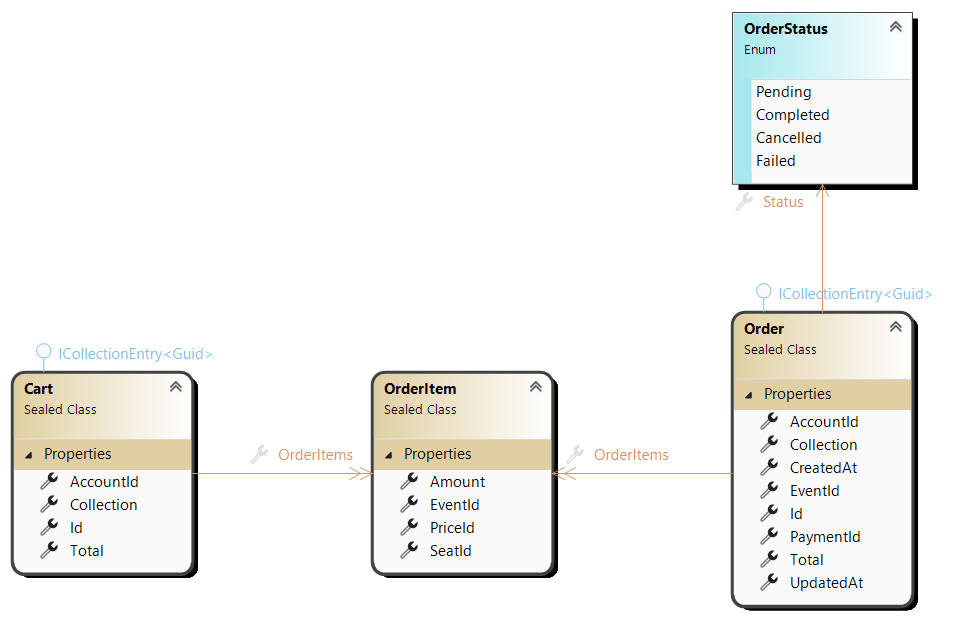 OrderStatus
Enum
Pending
Completed
Cancelled
Failed
Status
ICollectionEntry<Guid>
Order
Sealed Class
Properties
AccountId
Collection
CreatedAt
EventId
Id
PaymentId
Total
UpdatedAt
ICollectionEntry<Guid>
Cart
Sealed Class
Properties
AccountId
Collection
Id
Total
OrderItems
OrderItem
Sealed Class
Properties
Amount
EventId
PriceId
SeatId
OrderItems